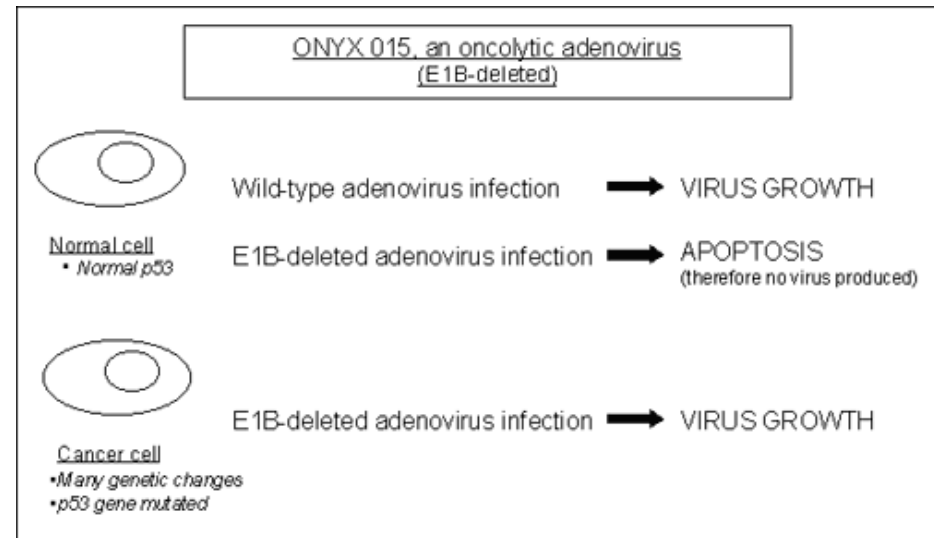 ONYX 015, an oncolytic adenovirus
(E1B-deleted)
Wild-type adenovirus infection
VIRUS GROWTH
Normal cell
• Normal p53
E1B-deleted adenovirus infection
APOPTOSIS
(therefore no virus produced)
E1B-deleted adenovirus infection
VIRUS GROWTH
Cancer cell
•Many genetic changes
•p53 gene mutated